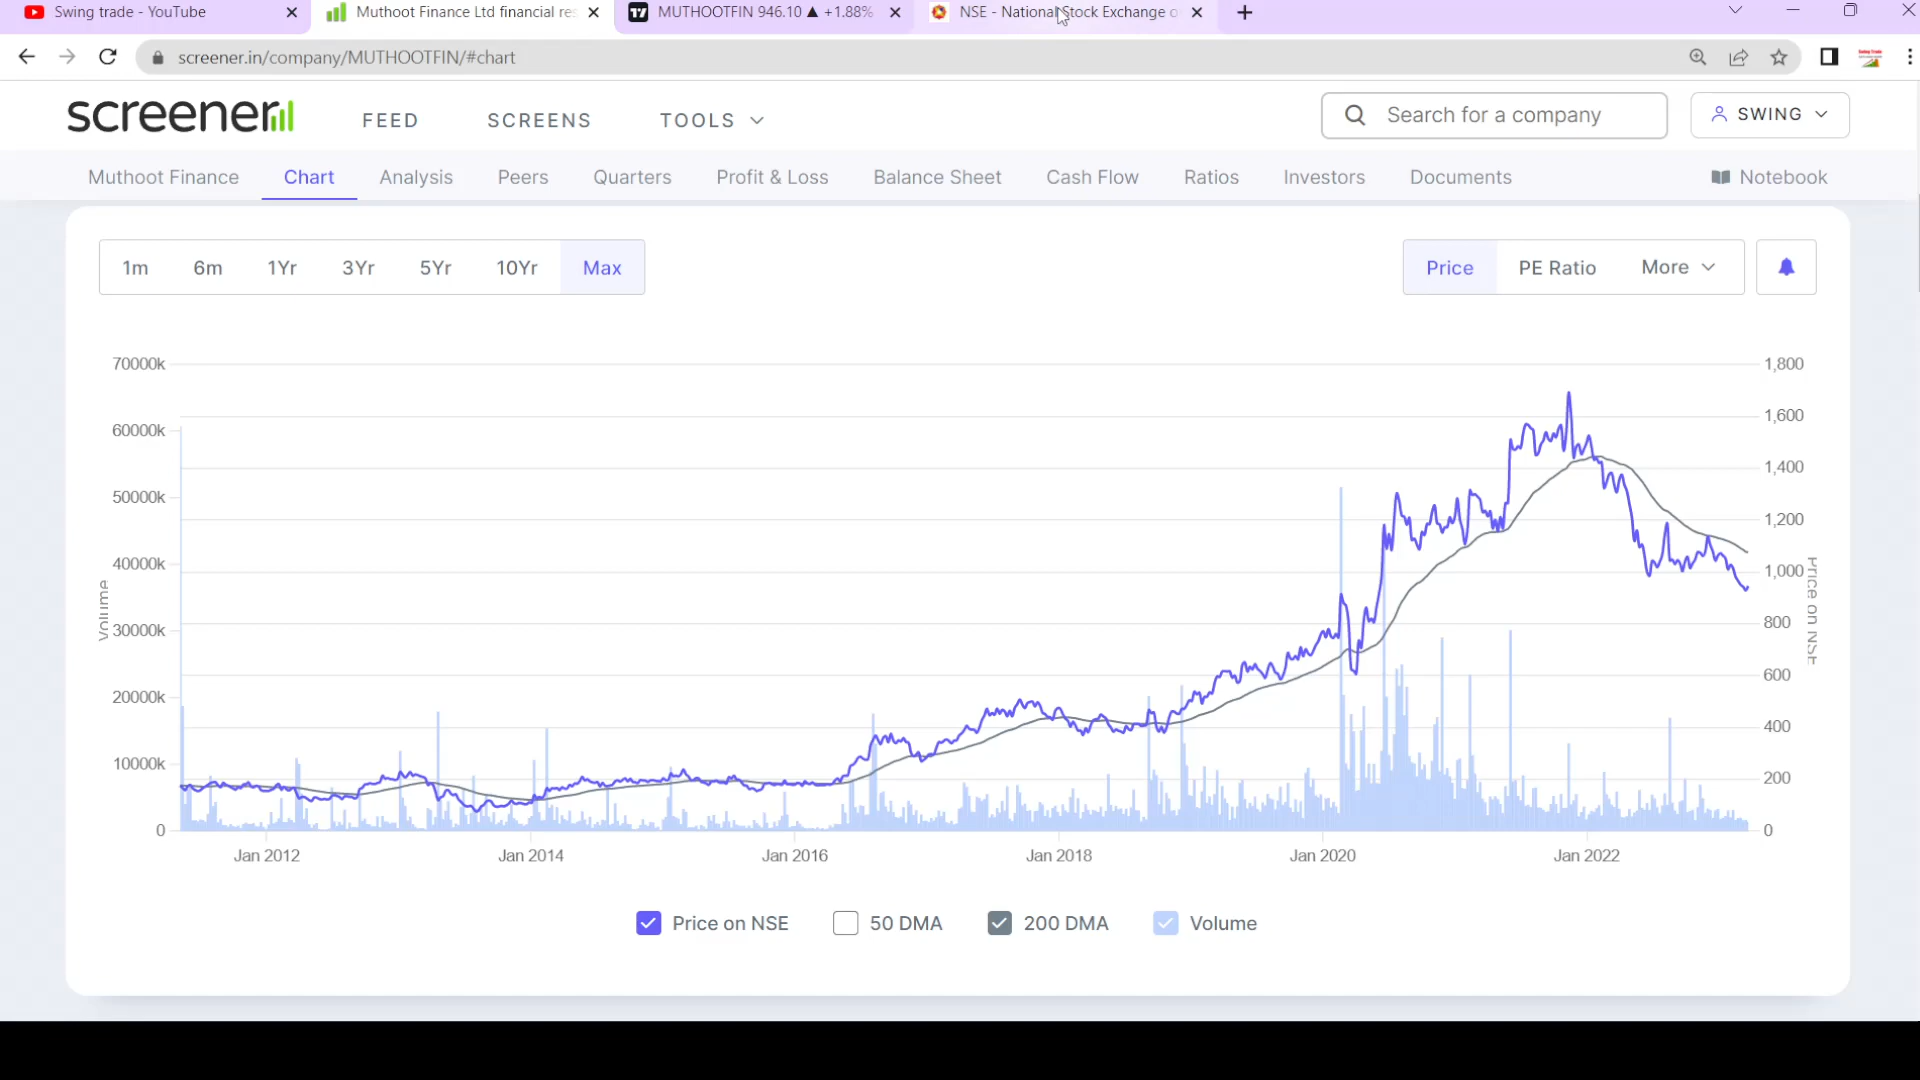 Swing trade - YouTube
Muthoot Finance Ltd financial res
MUTHOOTFIN 946.10 ▲ +1.88%
NSE - National Stock Exchange o
screener.in/company/MUTHOOTFIN/#chart
screener
FEED
SCREENS
TOOLS
Search for a company
SWING
Muthoot Finance
Chart
Analysis
Peers
Quarters
Profit & Loss
Balance Sheet
Cash Flow
Ratios
Investors
Documents
Notebook
1m
6m
1Yr
3Yr
5Yr
10Yr
Max
Price
PE Ratio
More
70000k
60000k
50000k
40000k
30000k
20000k
10000k
0
Volume
1,800
1,600
1,400
1,200
1,000
800
600
400
200
0
Price on NSE
Jan 2012
Jan 2014
Jan 2016
Jan 2018
Jan 2020
Jan 2022
Price on NSE
50 DMA
200 DMA
Volume